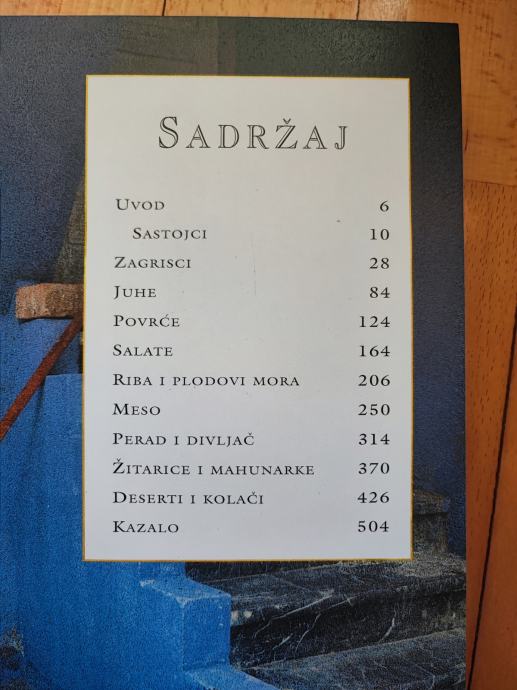 SADRŽAJ
UVOD 6
SASTOJCI 10
ZAGRISCI 28
JUHE 84
POVRĆE 124
SALATE 164
RIBA I PLODOVI MORA 206
MESO 250
PERAD I DIVLJAČ 314
ŽITARICE I MAHUNARKE 370
DESERTI I KOLAČI 426
KAZALO 504